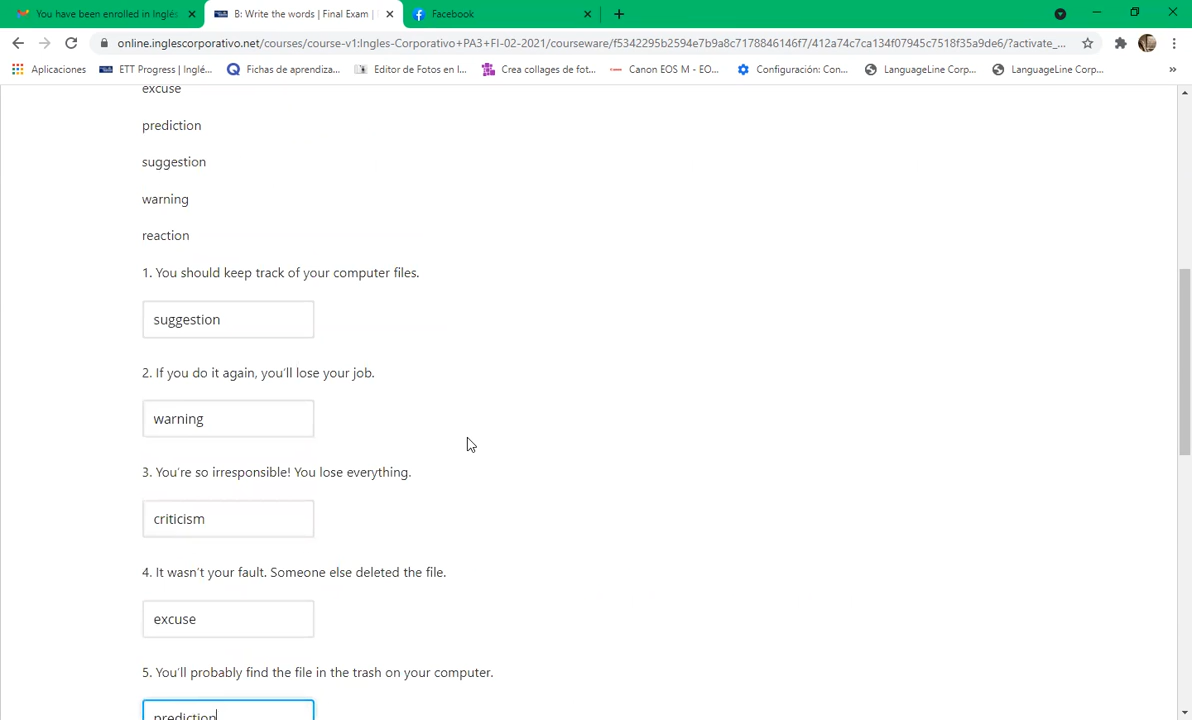 You have been enrolled in Inglés
B: Write the words | Final Exam |
Facebook
online.inglescorporativo.net/courses/course-v1:Ingles-Corporativo+PA3+FI-02-2021/courseware/f5342295b2594e7b9a8c7178846146f7/412a74c7ca134f07945c7518f35a9de6/?activate_...
Aplicaciones
ETT Progress | Inglé...
Fichas de aprendiza...
Editor de Fotos en l...
Crea collages de fot...
Canon EOS M - EO...
Configuración: Con...
LanguageLine Corp...
LanguageLine Corp...
excuse
prediction
suggestion
warning
reaction
1. You should keep track of your computer files.
suggestion
2. If you do it again, you'll lose your job.
warning
3. You're so irresponsible! You lose everything.
criticism
4. It wasn't your fault. Someone else deleted the file.
excuse
5. You'll probably find the file in the trash on your computer.
prediction